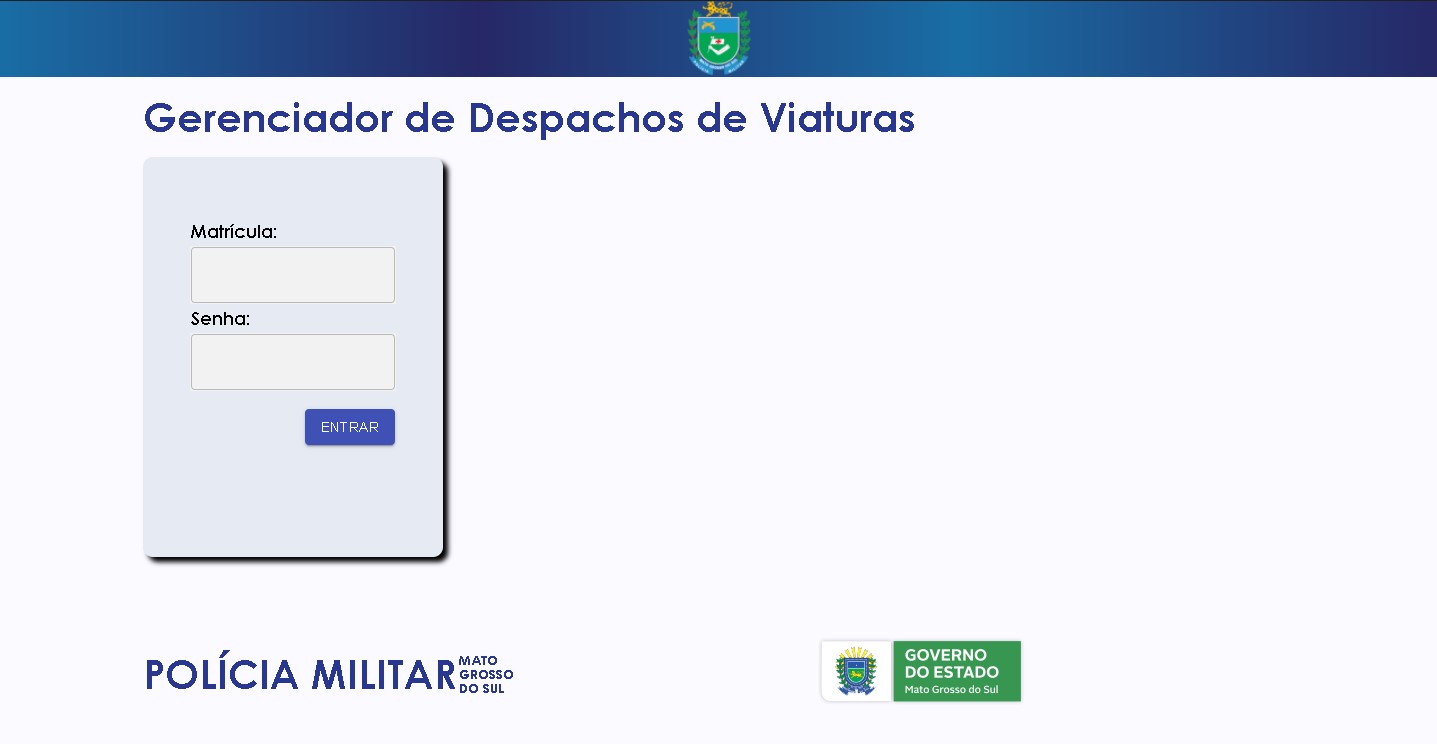 Gerenciador de Despachos de Viaturas
Matrícula:
Senha:
ENTRAR
POLÍCIA MILITAR
MATO
GROSSO
DO SUL
GOVERNO
DO ESTADO
Mato Grosso do Sul